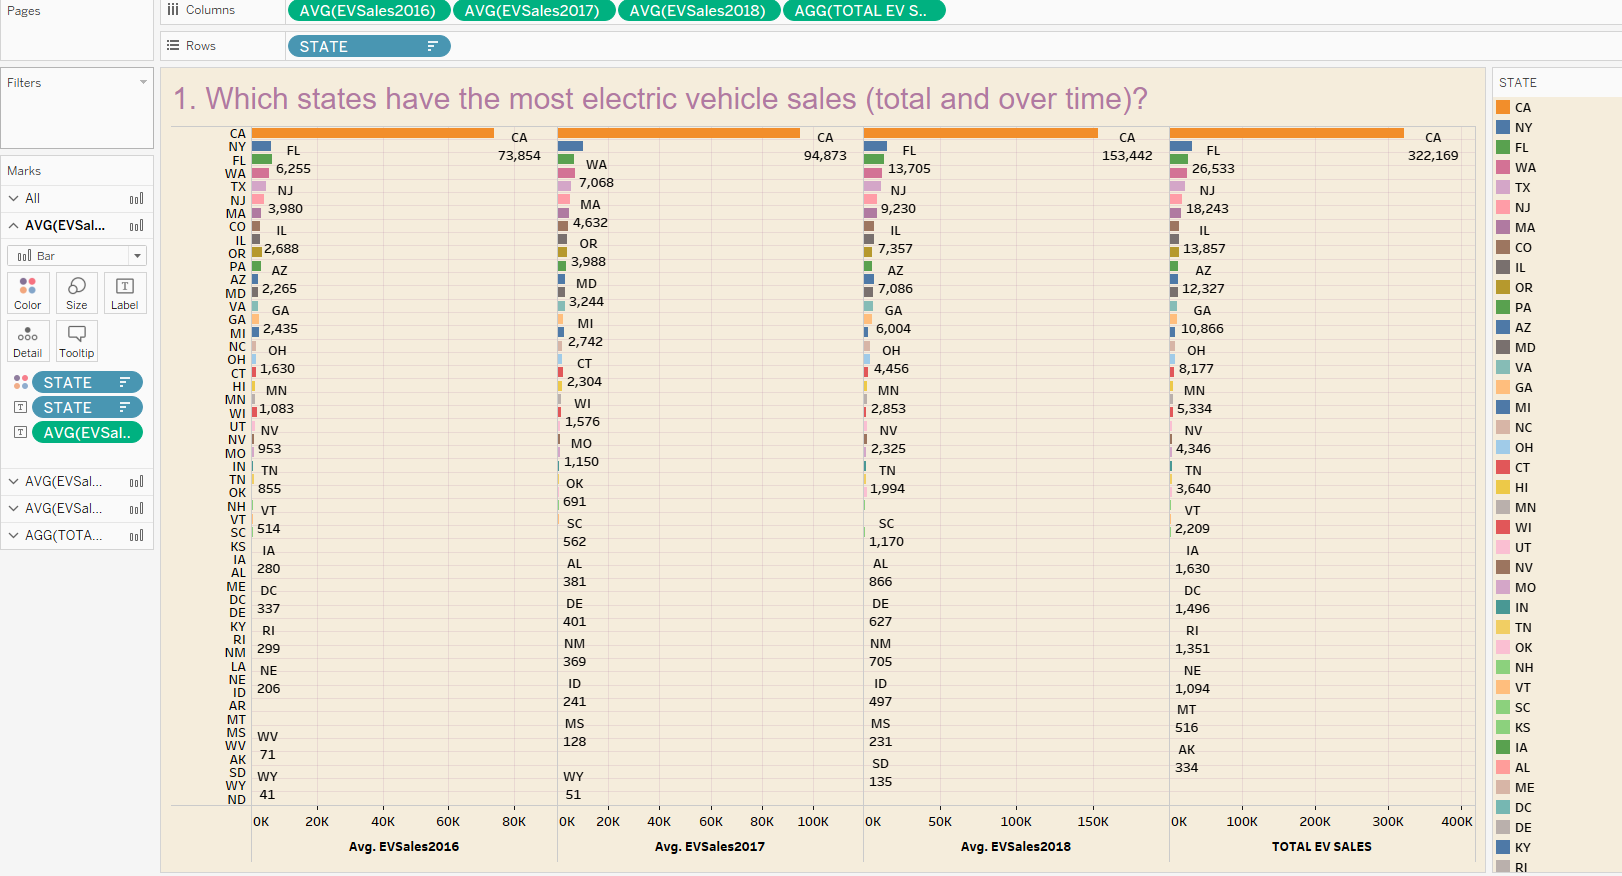 Pages
Columns AVG(EVSales2016) AVG(EVSales2017) AVG(EVSales2018) AGG(TOTAL EV S..
Rows STATE
Filters
Marks
All
AVG(EVSal...
Bar
Color Size Label
Detail Tooltip
STATE
STATE
AVG(EVSal..
AVG(EVSal...
AVG(EVSal...
AGG(TOTA...
1. Which states have the most electric vehicle sales (total and over time)?
CA
NY
FL
WA
TX
NJ
MA
CO
IL
OR
PA
AZ
MD
VA
GA
MI
NC
OH
CT
HI
MN
WI
UT
NV
MO
IN
TN
OK
NH
VT
SC
KS
IA
AL
ME
DC
DE
KY
RI
NM
LA
NE
ID
AR
MT
MS
WV
AK
SD
WY
ND
CA
73,854
FL
6,255
NJ
3,980
IL
2,688
AZ
2,265
GA
2,435
OH
1,630
MN
1,083
NV
953
TN
855
VT
514
IA
280
DC
337
RI
299
NE
206
WV
71
WY
41
0K 20K 40K 60K 80K
Avg. EVSales2016
CA
94,873
WA
7,068
MA
4,632
OR
3,988
MD
3,244
MI
2,742
CT
2,304
WI
1,576
MO
1,150
OK
691
SC
562
AL
381
DE
401
NM
369
ID
241
MS
128
WY
51
0K 20K 40K 60K 80K 100K
Avg. EVSales2017
CA
153,442
FL
13,705
NJ
9,230
IL
7,357
AZ
7,086
GA
6,004
OH
4,456
MN
2,853
NV
2,325
TN
1,994
SC
1,170
AL
866
DE
627
NM
705
ID
497
MS
231
SD
135
0K 50K 100K 150K
Avg. EVSales2018
CA
322,169
FL
26,533
NJ
18,243
IL
13,857
AZ
12,327
GA
10,866
OH
8,177
MN
5,334
NV
4,346
TN
3,640
VT
2,209
IA
1,630
DC
1,496
RI
1,351
NE
1,094
MT
516
AK
334
0K 100K 200K 300K 400K
TOTAL EV SALES
STATE
CA
NY
FL
WA
TX
NJ
MA
CO
IL
OR
PA
AZ
MD
VA
GA
MI
NC
OH
CT
HI
MN
WI
UT
NV
MO
IN
TN
OK
NH
VT
SC
KS
IA
AL
ME
DC
DE
KY
RI